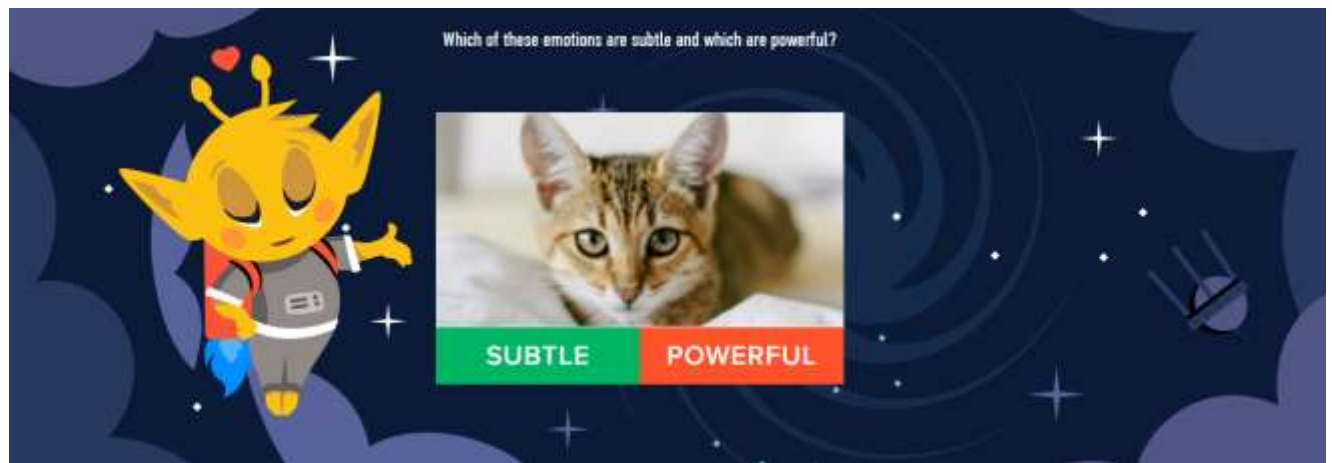 Which of these emotions are subtle and which are powerful?
SUBTLE
POWERFUL